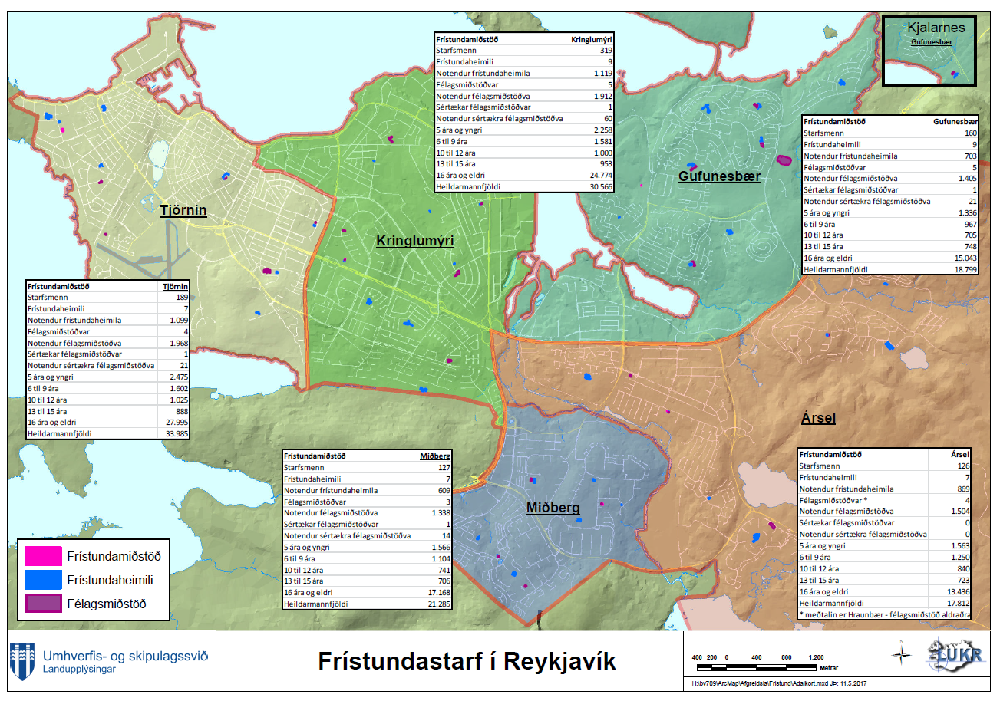 Kjalarnes
Gufunesbær
Frístundamiðstöð Kringlumýri
Starfsmenn 319
Frístundaheimili 9
Notendur frístundaheimila 1.119
Félagsmiðstöðvar 5
Notendur félagsmiðstöðva 1.912
Sértækar félagsmiðstöðvar 1
Notendur sértækra félagsmiðstöðva 60
5 ára og yngri 2.258
6 til 9 ára 1.581
10 til 12 ára 1.000
13 til 15 ára 953
16 ára og eldri 24.774
Heildarmannfjöldi 30.566
Frístundamiðstöð Gufunesbær
Starfsmenn 160
Frístundaheimili 9
Notendur frístundaheimila 703
Félagsmiðstöðvar 5
Notendur félagsmiðstöðva 1.405
Sértækar félagsmiðstöðvar 1
Notendur sértækra félagsmiðstöðva 21
5 ára og yngri 1.336
6 til 9 ára 967
10 til 12 ára 705
13 til 15 ára 748
16 ára og eldri 15.043
Heildarmannfjöldi 18.799
Gufunesbær
Tjörnin
Kringlumýri
Frístundamiðstöð Tjörnin
Starfsmenn 189
Frístundaheimili 7
Notendur frístundaheimila 1.099
Félagsmiðstöðvar 4
Notendur félagsmiðstöðva 1.968
Sértækar félagsmiðstöðvar 1
Notendur sértækra félagsmiðstöðva 21
5 ára og yngri 2.475
6 til 9 ára 1.602
10 til 12 ára 1.025
13 til 15 ára 888
16 ára og eldri 27.995
Heildarmannfjöldi 33.985
Ársel
Frístundamiðstöð Miðberg
Starfsmenn 127
Frístundaheimili 7
Notendur frístundaheimila 609
Félagsmiðstöðvar 3
Notendur félagsmiðstöðva 1.338
Sértækar félagsmiðstöðvar 1
Notendur sértækra félagsmiðstöðva 14
5 ára og yngri 1.566
6 til 9 ára 1.104
10 til 12 ára 741
13 til 15 ára 706
16 ára og eldri 17.168
Heildarmannfjöldi 21.285
Miðberg
Frístundamiðstöð Ársel
Starfsmenn 126
Frístundaheimili 7
Notendur frístundaheimila 869
Félagsmiðstöðvar * 4
Notendur félagsmiðstöðva 1.504
Sértækar félagsmiðstöðvar 0
Notendur sértækra félagsmiðstöðva 0
5 ára og yngri 1.563
6 til 9 ára 1.250
10 til 12 ára 840
13 til 15 ára 723
16 ára og eldri 13.436
Heildarmannfjöldi 17.812
* meðtalin er Hraunbær - félagsmiðstöð aldraðra
Frístundamiðstöð
Frístundaheimili
Félagsmiðstöð
Umhverfis- og skipulagssvið
Landupplýsingar
Frístundastarf í Reykjavík
400 200 0 400 800 1.200
Metrar
N
LUKR
H:\bv709\ArcMap\Afgreidsla\Fristund\Adalkort.mxd JÞ: 11.5.2017